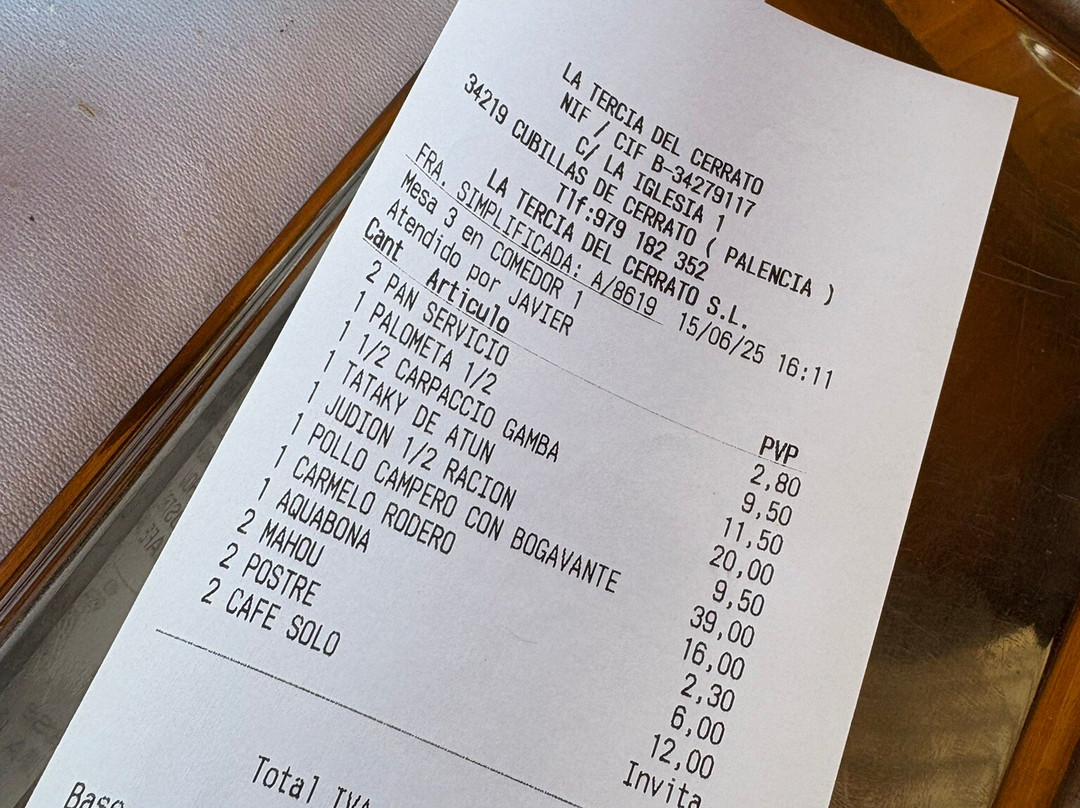 LA TERCIA DEL CERRATO
NIF / CIF B-34279117
C/ LA IGLESIA 1
34219 CUBILLAS DE CERRATO ( PALENCIA )
Tlf:979 182 352
LA TERCIA DEL CERRATO S.L.
FRA. SIMPLIFICADA: A/8619 15/06/25 16:11
Mesa 3 en COMEDOR 1
Atendido por JAVIER
Cant Articulo PVP
2 PAN SERVICIO 2,80
1 PALOMETA 1/2 9,50
1 1/2 CARPACCIO GAMBA 11,50
1 TATAKY DE ATUN 20,00
1 JUDION 1/2 RACION 9,50
1 POLLO CAMPERO CON BOGAVANTE 39,00
1 CARMELO RODERO 16,00
1 AQUABONA 2,30
2 MAHOU 6,00
2 POSTRE 12,00
2 CAFE SOLO Invita
Total IVA
Base